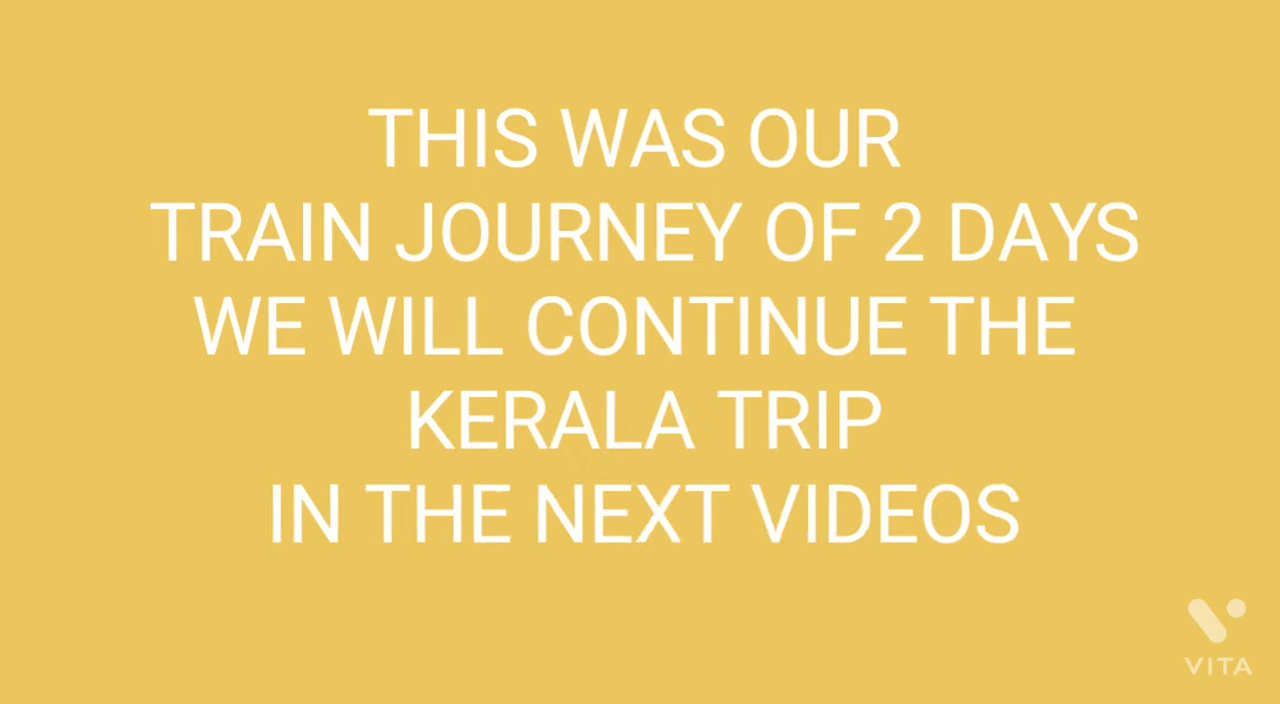 THIS WAS OUR
TRAIN JOURNEY OF 2 DAYS
WE WILL CONTINUE THE
KERALA TRIP
IN THE NEXT VIDEOS
VITA